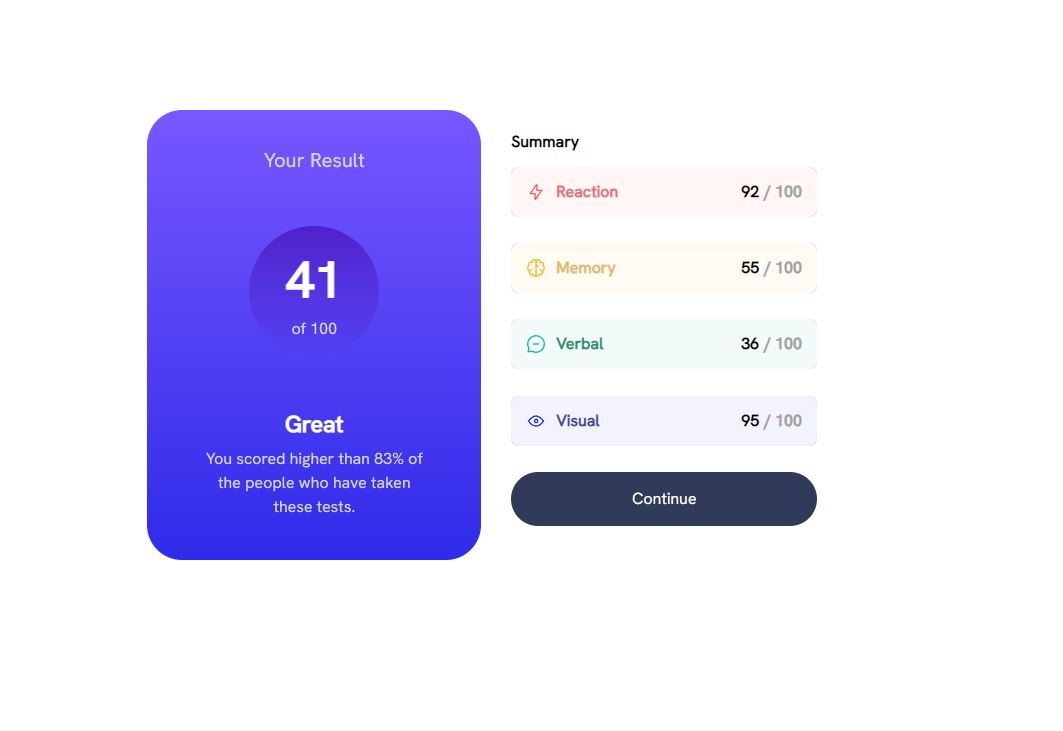 Your Result
41
of 100
Great
You scored higher than 83% of
the people who have taken
these tests.
Summary
Reaction 92 / 100
Memory 55 / 100
Verbal 36 / 100
Visual 95 / 100
Continue